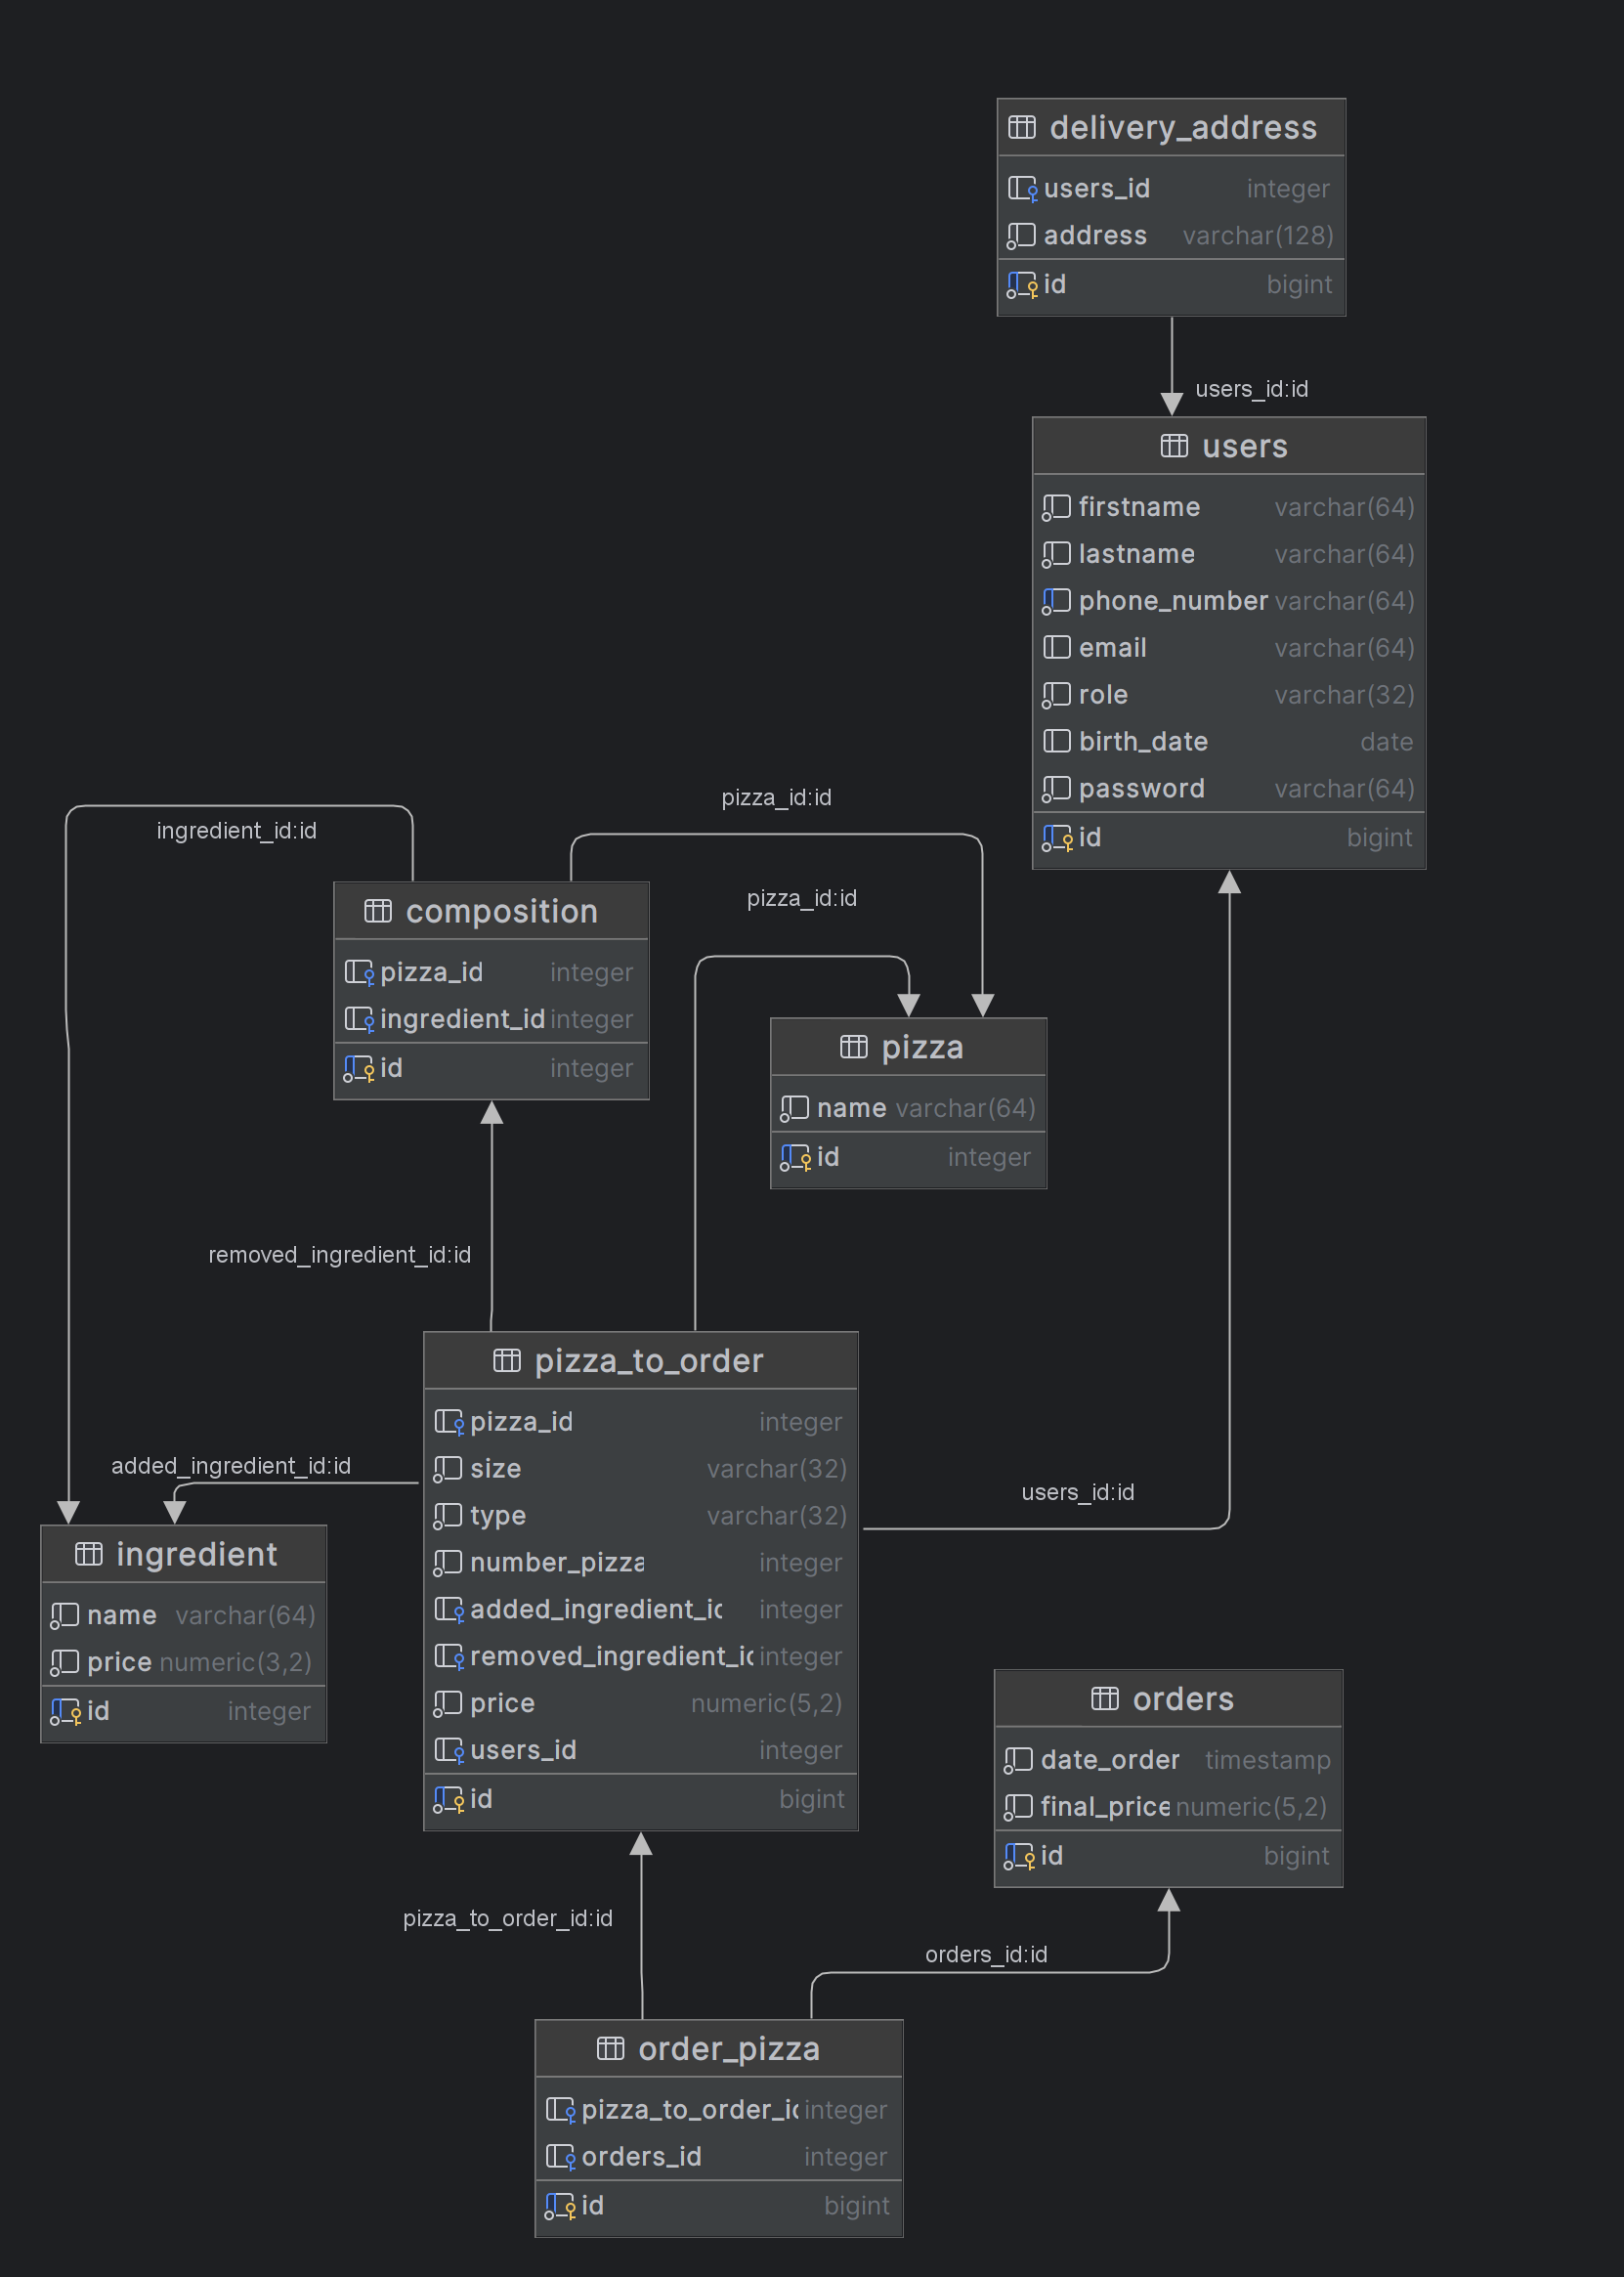 delivery_address
users_id integer
address varchar(128)
id bigint
users_id:id
users
firstname varchar(64)
lastname varchar(64)
phone_number varchar(64)
email varchar(64)
role varchar(32)
birth_date date
password varchar(64)
id bigint
pizza_id:id
ingredient_id:id
pizza_id:id
composition
pizza_id integer
ingredient_id integer
id integer
pizza
name varchar(64)
id integer
removed_ingredient_id:id
pizza_to_order
pizza_id integer
size varchar(32)
type varchar(32)
number_pizza integer
added_ingredient_id integer
removed_ingredient_id integer
price numeric(5,2)
users_id integer
id bigint
added_ingredient_id:id
users_id:id
ingredient
name varchar(64)
price numeric(3,2)
id integer
orders
date_order timestamp
final_price numeric(5,2)
id bigint
pizza_to_order_id:id
orders_id:id
order_pizza
pizza_to_order_id integer
orders_id integer
id bigint